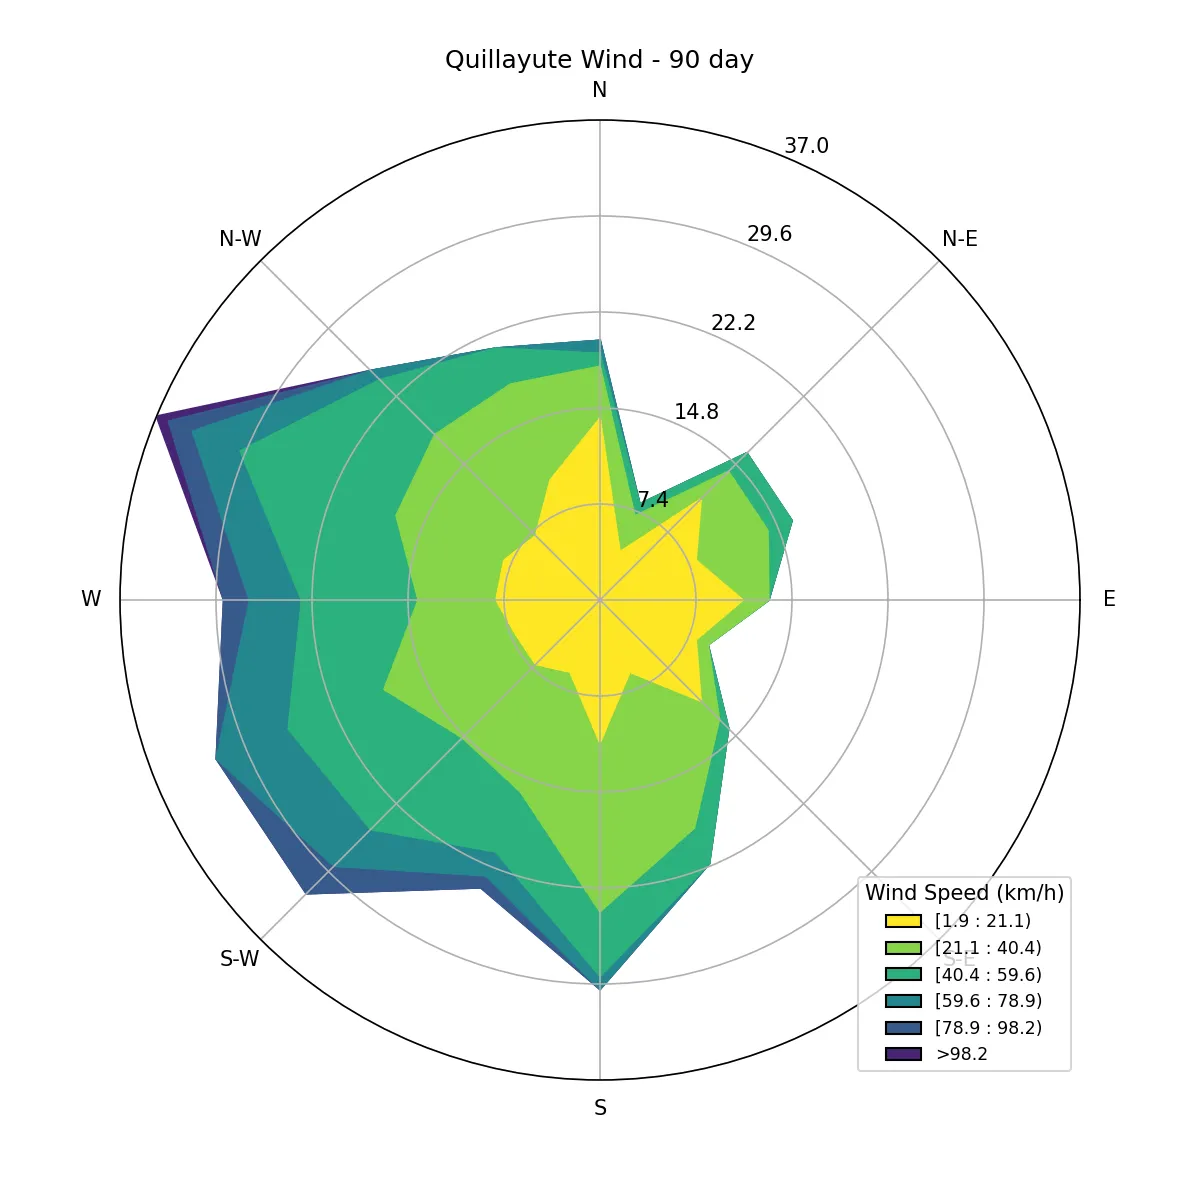 Quillayute Wind - 90 day
N
37.0
N-W
29.6
N-E
22.2
14.8
7.4
W
E
S-W
S-E
S
Wind Speed (km/h)
[1.9 : 21.1)
[21.1 : 40.4)
[40.4 : 59.6)
[59.6 : 78.9)
[78.9 : 98.2)
>98.2